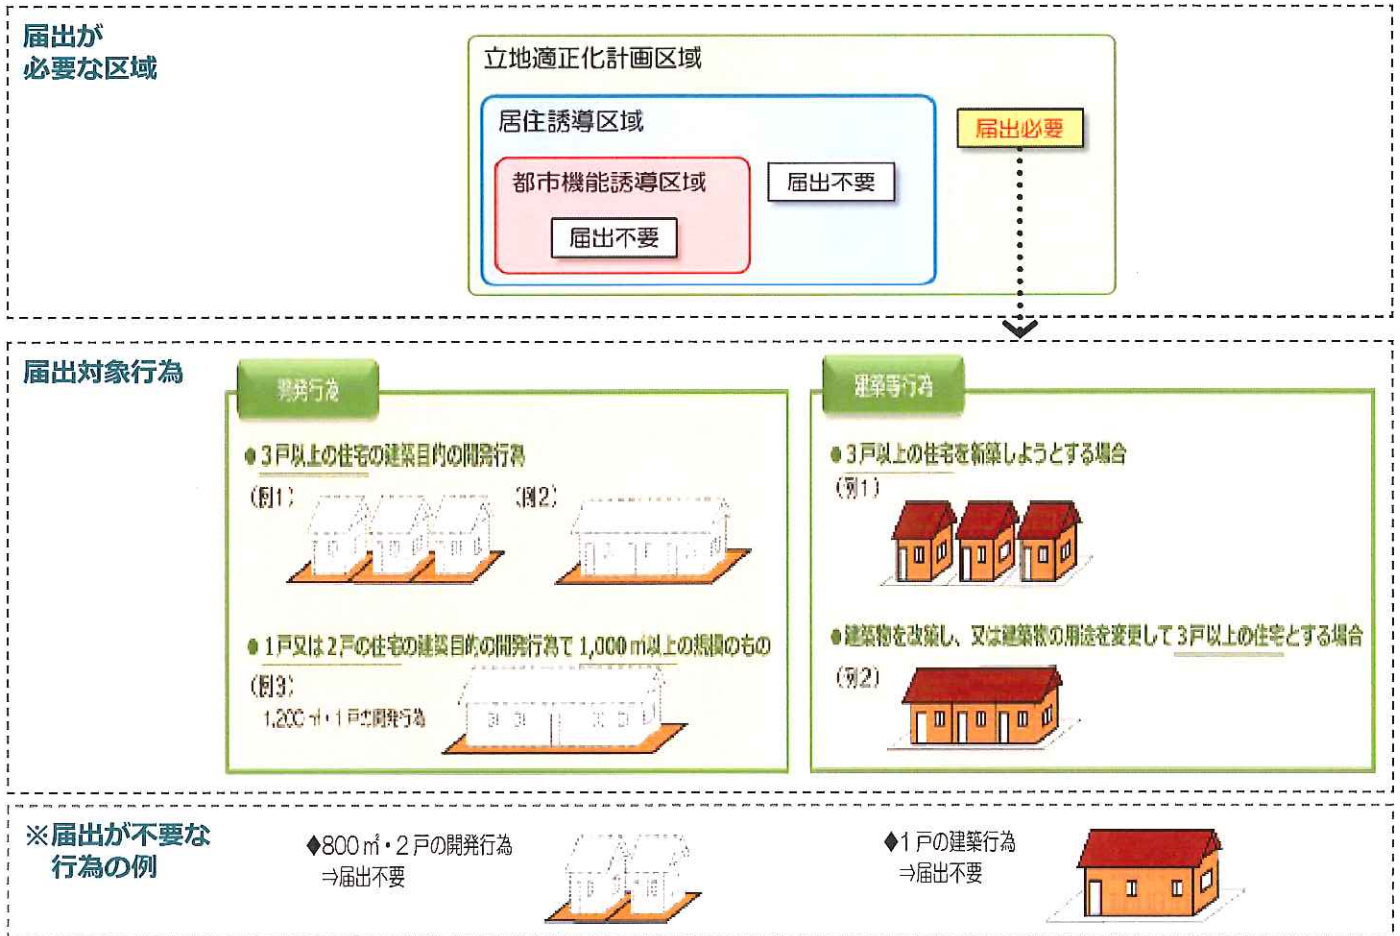 届出が
必要な区域
立地適正化計画区域
居住誘導区域
届出必要
都市機能誘導区域
届出不要
届出不要
届出対象行為
開発行為
●3戸以上の住宅の建築目的の開発行為
(例1)
(例2)
●1戸又は2戸の住宅の建築目的の開発行為で1,000㎡以上の規模のもの
(例3)
1,200㎡・1戸の開発行為
建築等行為
●3戸以上の住宅を新築しようとする場合
(例1)
●建築物を改築し、又は建築物の用途を変更して3戸以上の住宅とする場合
(例2)
※届出が不要な
行為の例
◆800㎡・2戸の開発行為
⇒届出不要
◆1戸の建築行為
⇒届出不要